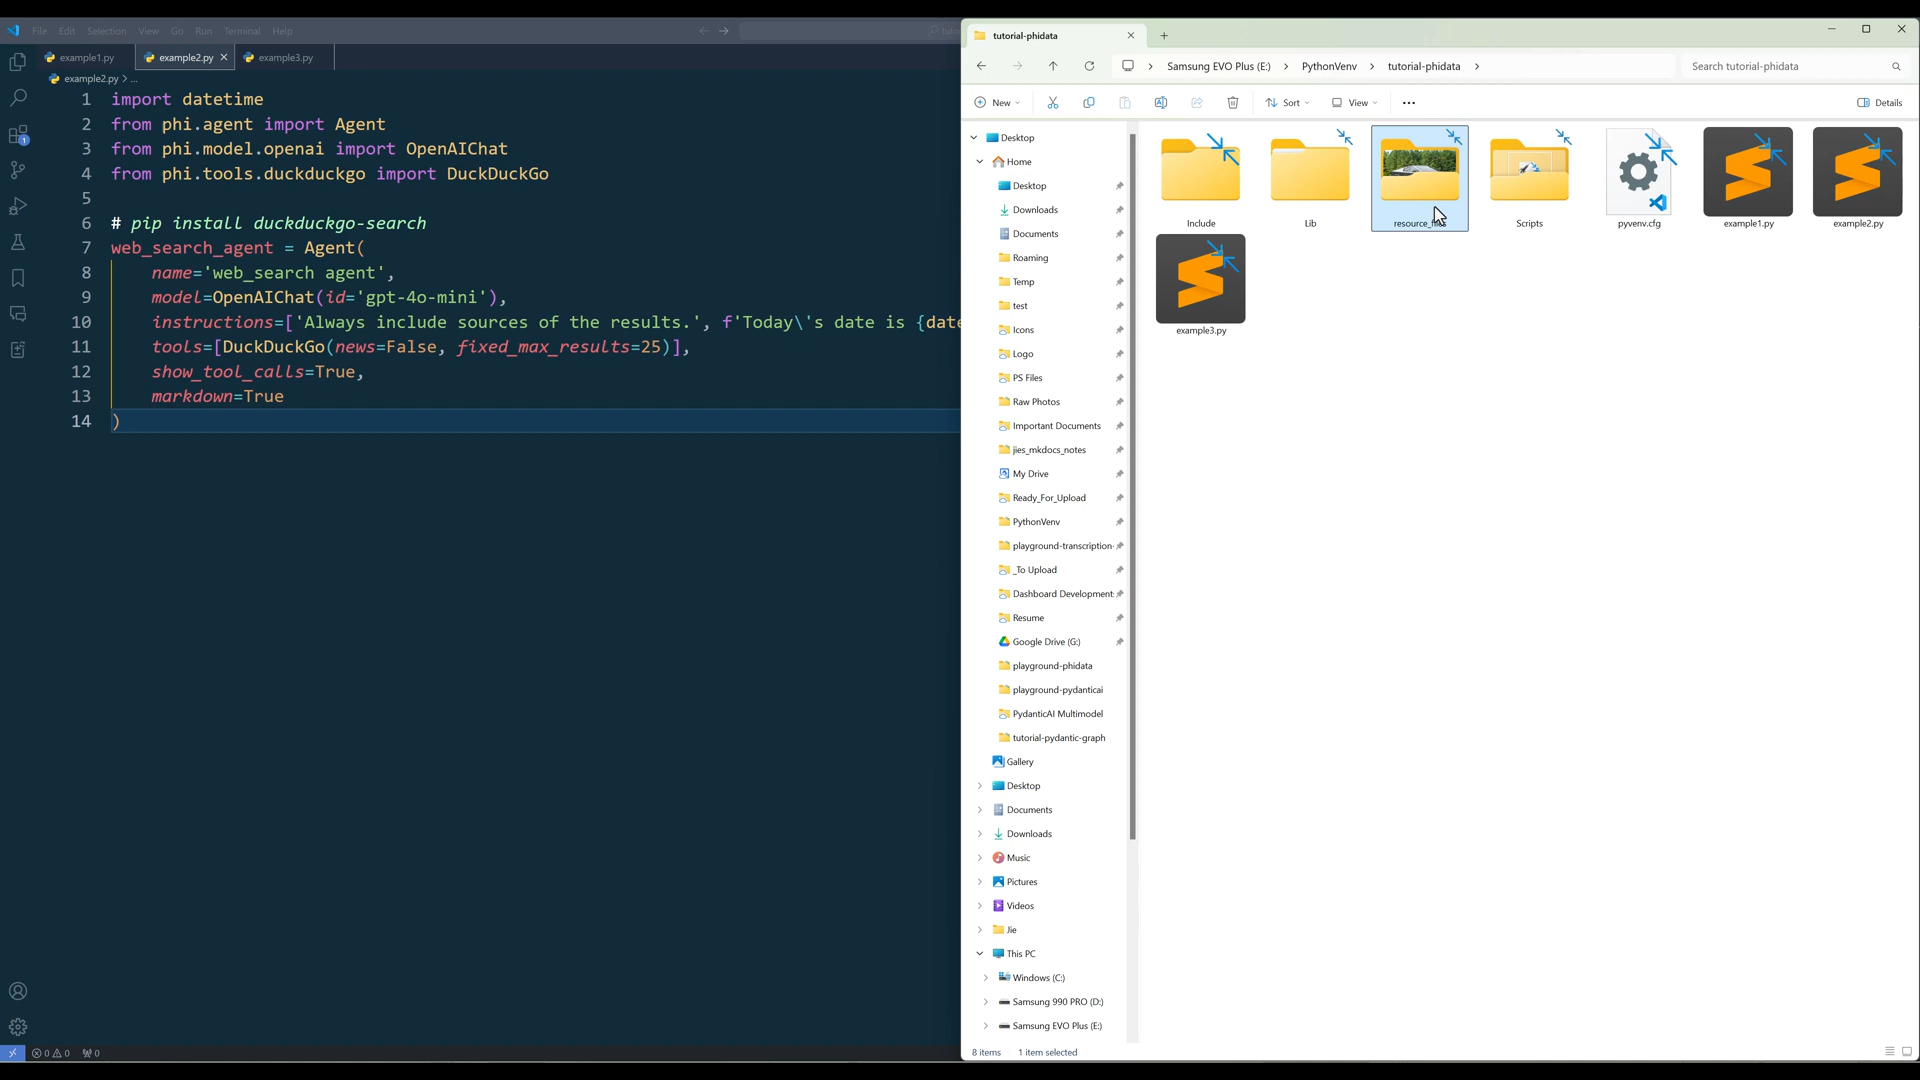 File Edit Selection View Go Run Terminal Help
example1.py example2.py example3.py
example2.py > ...
1 import datetime
2 from phi.agent import Agent
3 from phi.model.openai import OpenAIChat
4 from phi.tools.duckduckgo import DuckDuckGo
5
6 # pip install duckduckgo-search
7 web_search_agent = Agent(
8 name='web_search agent',
9 model=OpenAIChat(id='gpt-4o-mini'),
10 instructions=['Always include sources of the results.', f'Today\'s date is {date
11 tools=[DuckDuckGo(news=False, fixed_max_results=25)],
12 show_tool_calls=True,
13 markdown=True
14 )
1
0 0 0
tutorial-phidata
Samsung EVO Plus (E:) > PythonVenv > tutorial-phidata >
Search tutorial-phidata
New Sort View Details
Desktop
Home
Desktop
Downloads
Documents
Roaming
Temp
test
Icons
Logo
PS Files
Raw Photos
Important Documents
jies_mkdocs_notes
My Drive
Ready_For_Upload
PythonVenv
playground-transcription-
_To Upload
Dashboard Development
Resume
Google Drive (G:)
playground-phidata
playground-pydanticai
PydanticAI Multimodel
tutorial-pydantic-graph
Gallery
Desktop
Documents
Downloads
Music
Pictures
Videos
Jie
This PC
Windows (C:)
Samsung 990 PRO (D:)
Samsung EVO Plus (E:)
Include
Lib
Scripts
pyvenv.cfg
example1.py
example2.py
example3.py
8 items 1 item selected